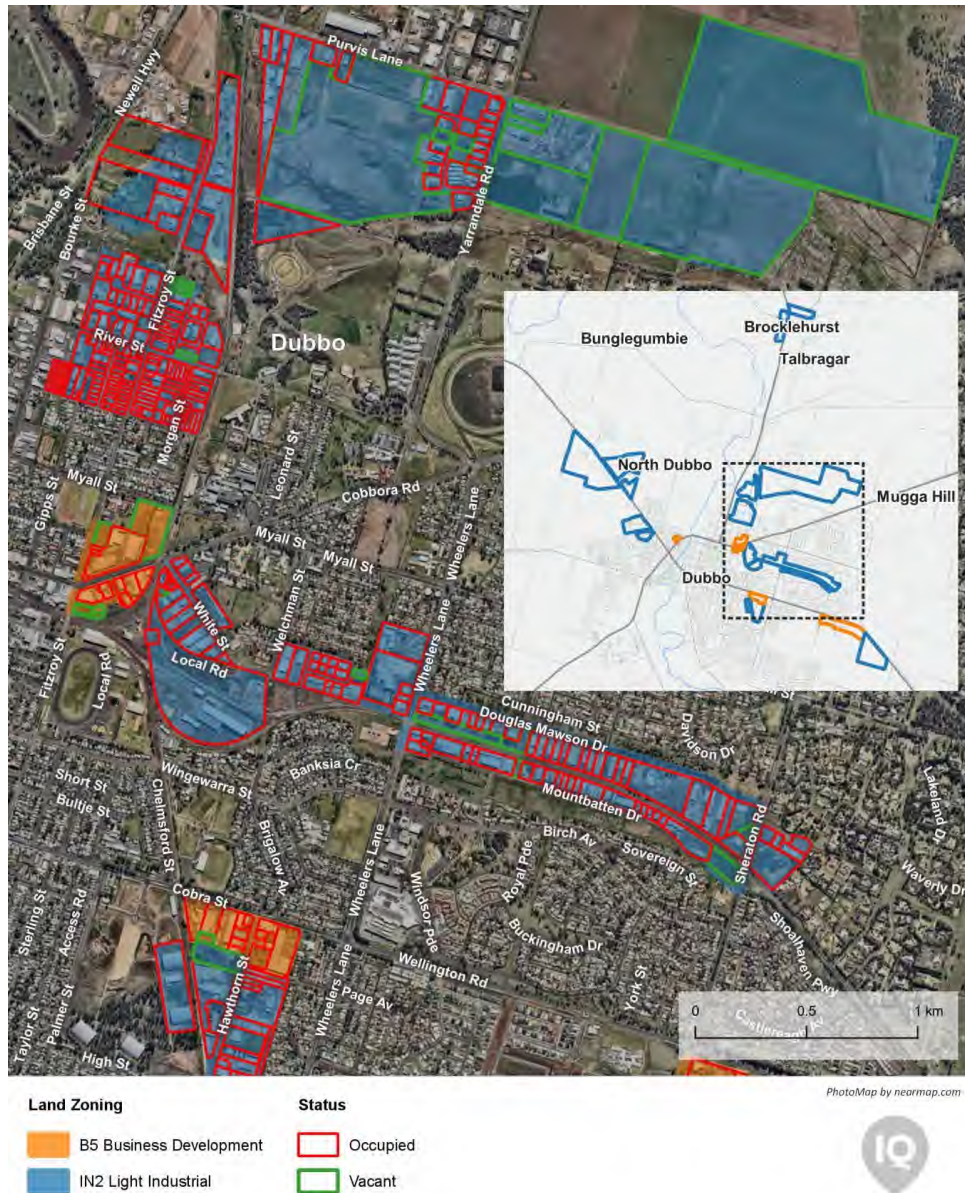 Purvis Lane
Newell Hwy
Yarrandale Rd
Brisbane St
Bourke St
Fitzroy St
River St
Dubbo
Morgan St
Leonard St
Cobbora Rd
Myall St
Gipps St
Myall St
Myall St
Wheelers Lane
Welchman St
White St
Local Rd
Wheelers Lane
Fitzroy St
Local Rd
Cunningham St
Douglas Mawson Dr
Davidson Dr
Lakeland Dr
Short St
Bultje St
Wingewarra St
Banksia Cr
Mountbatten Dr
Birch Av
Sovereign St
Sheraton Rd
Waverly Dr
Chelmsford St
Brigalow Av
Wheelers Lane
Windsor Pde
Royal Pde
Buckingham Dr
Shoalhaven Pwy
Cobra St
Sterling St
Access Rd
Hawthorn St
Wellington Rd
York St
Page Av
Wheelers Lane
Castlereagh Av
Taylor St
Palmer St
High St
Brocklehurst
Bunglegumbie
Talbragar
North Dubbo
Mugga Hill
Dubbo
0 0.5 1 km
PhotoMap by nearmap.com
Land Zoning
B5 Business Development
IN2 Light Industrial
Status
Occupied
Vacant
IQ